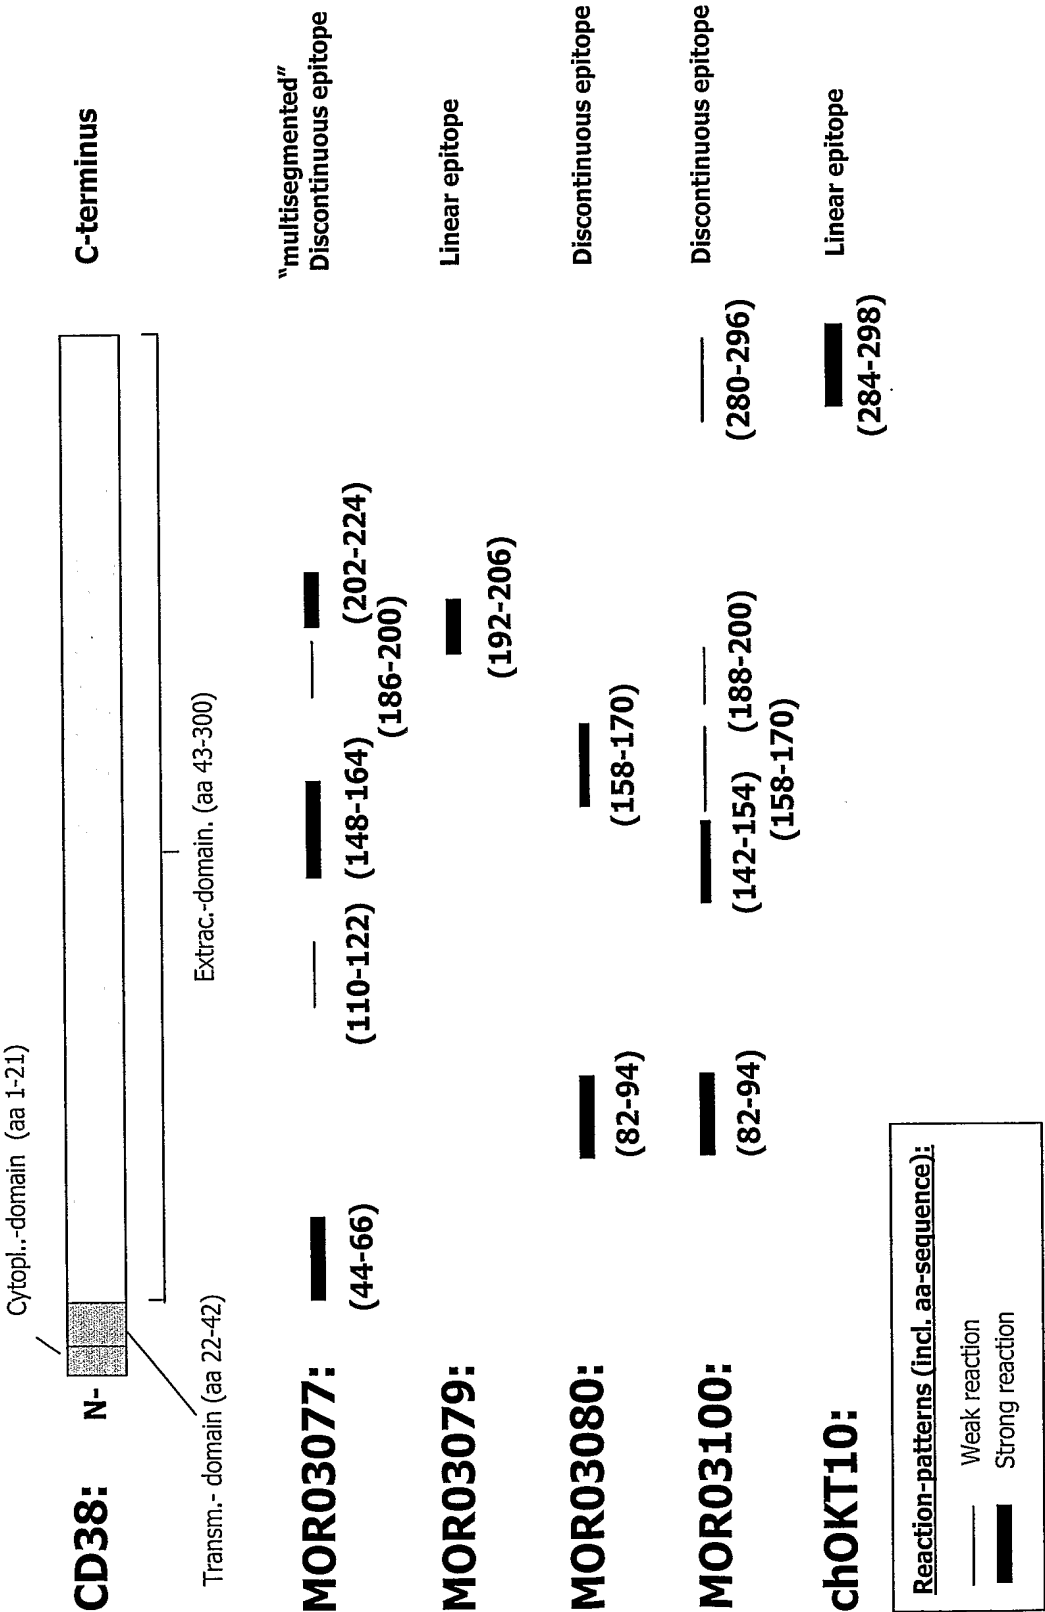 Cytopl..-domain (aa 1-21)
CD38: N-
C-terminus
Transm.- domain (aa 22-42)
Extrac.-domain. (aa 43-300)
MOR03077:
(44-66)
(110-122)
(148-164)
(186-200)
(202-224)
"multisegmented"
Discontinuous epitope
MOR03079:
(192-206)
Linear epitope
MOR03080:
(82-94)
(158-170)
Discontinuous epitope
MOR03100:
(82-94)
(142-154)
(158-170)
(188-200)
(280-296)
Discontinuous epitope
chOKT10:
(284-298)
Linear epitope
Reaction-patterns (incl. aa-sequence):
Weak reaction
Strong reaction